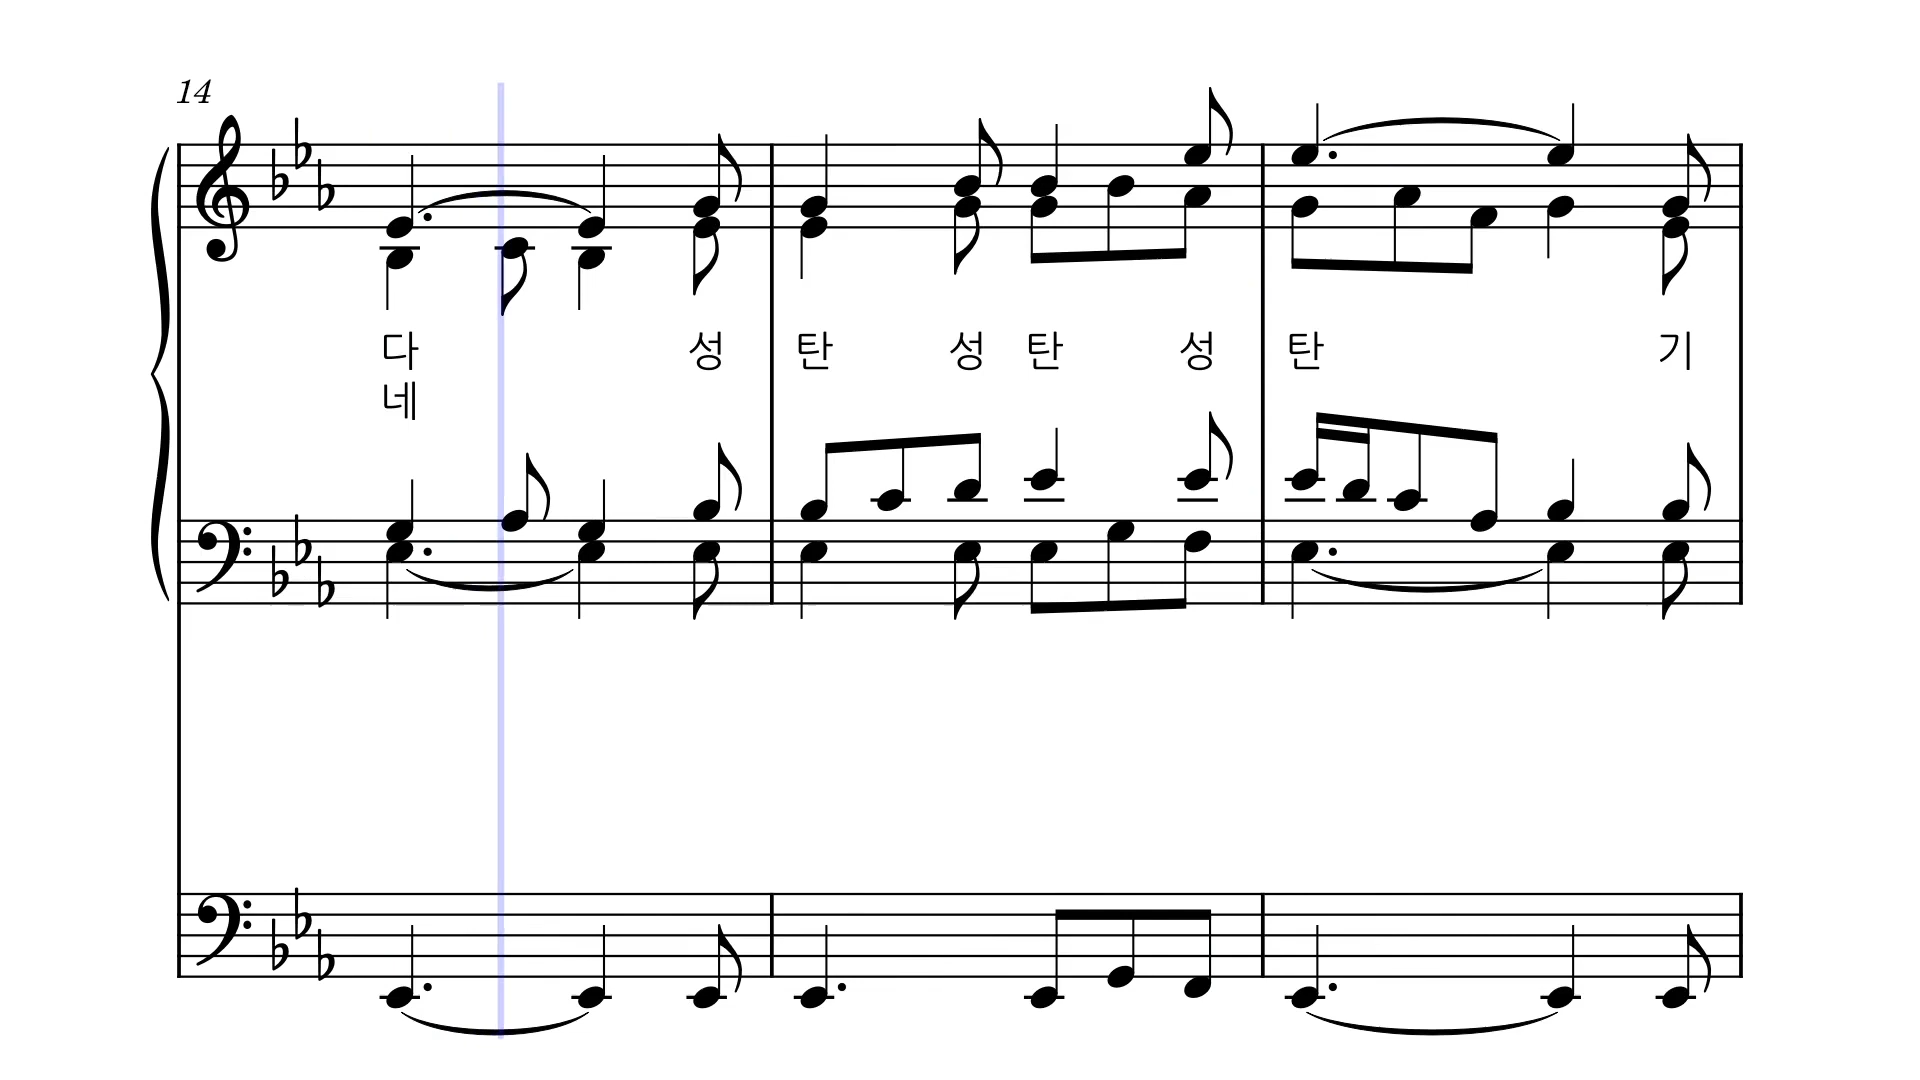 14
다 성 탄 성 탄 성 탄 기
네